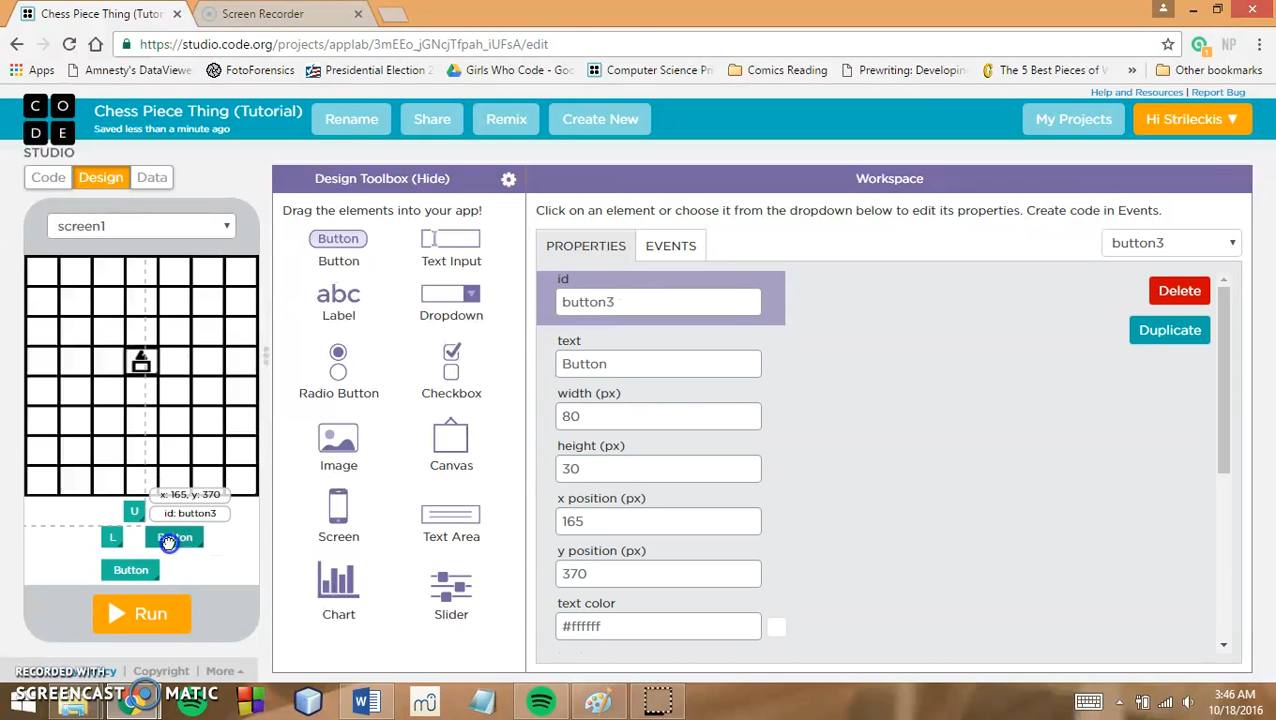 Chess Piece Thing (Tutor
Screen Recorder
https://studio.code.org/projects/applab/3mEEo_jGNcjTfpah_iUFsA/edit
NP
Apps
Amnesty's DataViewe
FotoForensics
Presidential Election 2
Girls Who Code - Goo
Computer Science Pri
Comics Reading
Prewriting: Developin
The 5 Best Pieces of W
»
Other bookmarks
Help and Resources | Report Bug
C O
D E
STUDIO
Chess Piece Thing (Tutorial)
Saved less than a minute ago
Rename
Share
Remix
Create New
My Projects
Hi Strileckis ▼
Code
Design
Data
Design Toolbox (Hide)
Workspace
Drag the elements into your app!
Click on an element or choose it from the dropdown below to edit its properties. Create code in Events.
screen1
PROPERTIES
EVENTS
button3
Button
Button
Text Input
abc
Label
Dropdown
Radio Button
Checkbox
Image
Canvas
Screen
Text Area
Chart
Slider
id
button3
Delete
Duplicate
text
Button
width (px)
80
height (px)
30
x position (px)
165
y position (px)
370
text color
#ffffff
x: 165, y: 370
U
id: button3
L
Button
Run
Copyright
More
RECORDED WITH
SCREENCAST MATIC
3:46 AM
10/18/2016